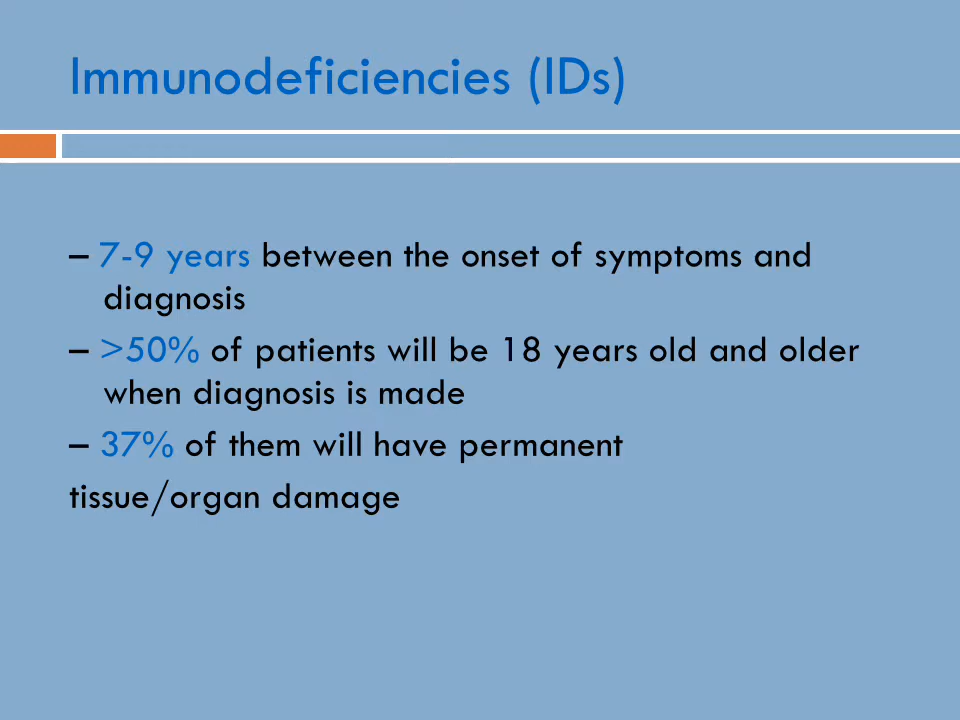 Immunodeficiencies (IDs)
– 7-9 years between the onset of symptoms and
diagnosis
– >50% of patients will be 18 years old and older
when diagnosis is made
– 37% of them will have permanent
tissue/organ damage